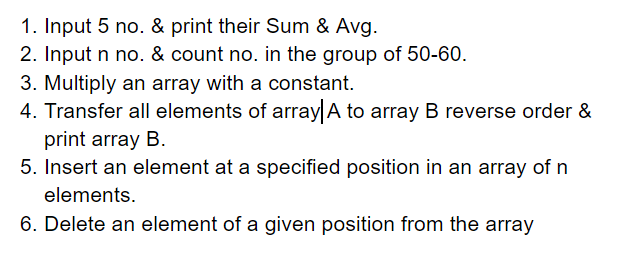 1. Input 5 no. & print their Sum & Avg.
2. Input n no. & count no. in the group of 50-60.
3. Multiply an array with a constant.
4. Transfer all elements of array A to array B reverse order &
print array B.
5. Insert an element at a specified position in an array of n
elements.
6. Delete an element of a given position from the array